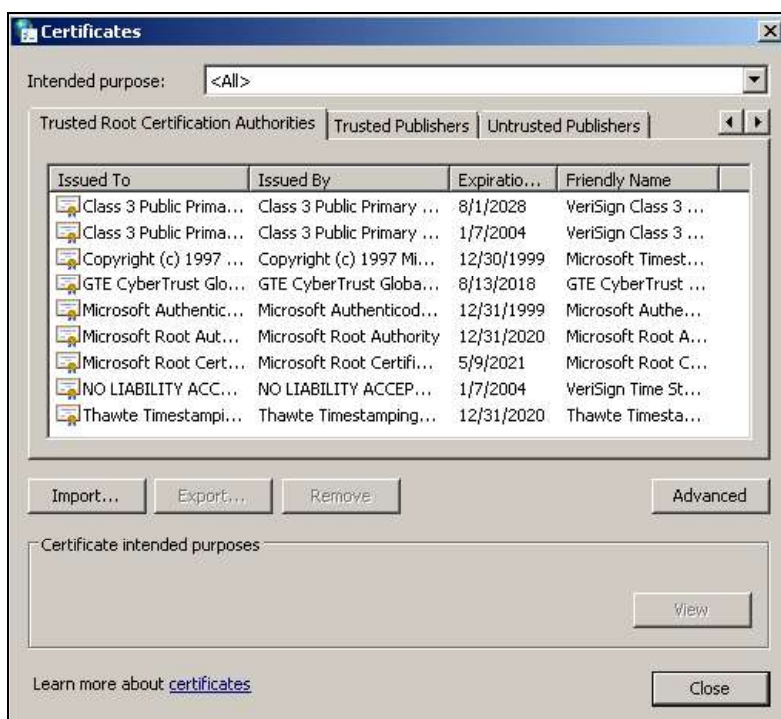 Certificates
Intended purpose: <All>
Trusted Root Certification Authorities Trusted Publishers Untrusted Publishers
Issued To Issued By Expiratio... Friendly Name
Class 3 Public Prima... Class 3 Public Primary ... 8/1/2028 VeriSign Class 3 ...
Class 3 Public Prima... Class 3 Public Primary ... 1/7/2004 VeriSign Class 3 ...
Copyright (c) 1997 ... Copyright (c) 1997 Mi... 12/30/1999 Microsoft Timest...
GTE CyberTrust Glo... GTE CyberTrust Globa... 8/13/2018 GTE CyberTrust ...
Microsoft Authentic... Microsoft Authenticod... 12/31/1999 Microsoft Authe...
Microsoft Root Aut... Microsoft Root Authority 12/31/2020 Microsoft Root A...
Microsoft Root Cert... Microsoft Root Certifi... 5/9/2021 Microsoft Root C...
NO LIABILITY ACC... NO LIABILITY ACCEP... 1/7/2004 VeriSign Time St...
Thawte Timestampi... Thawte Timestamping... 12/31/2020 Thawte Timesta...
Import... Export... Remove Advanced
Certificate intended purposes
View
Learn more about certificates
Close